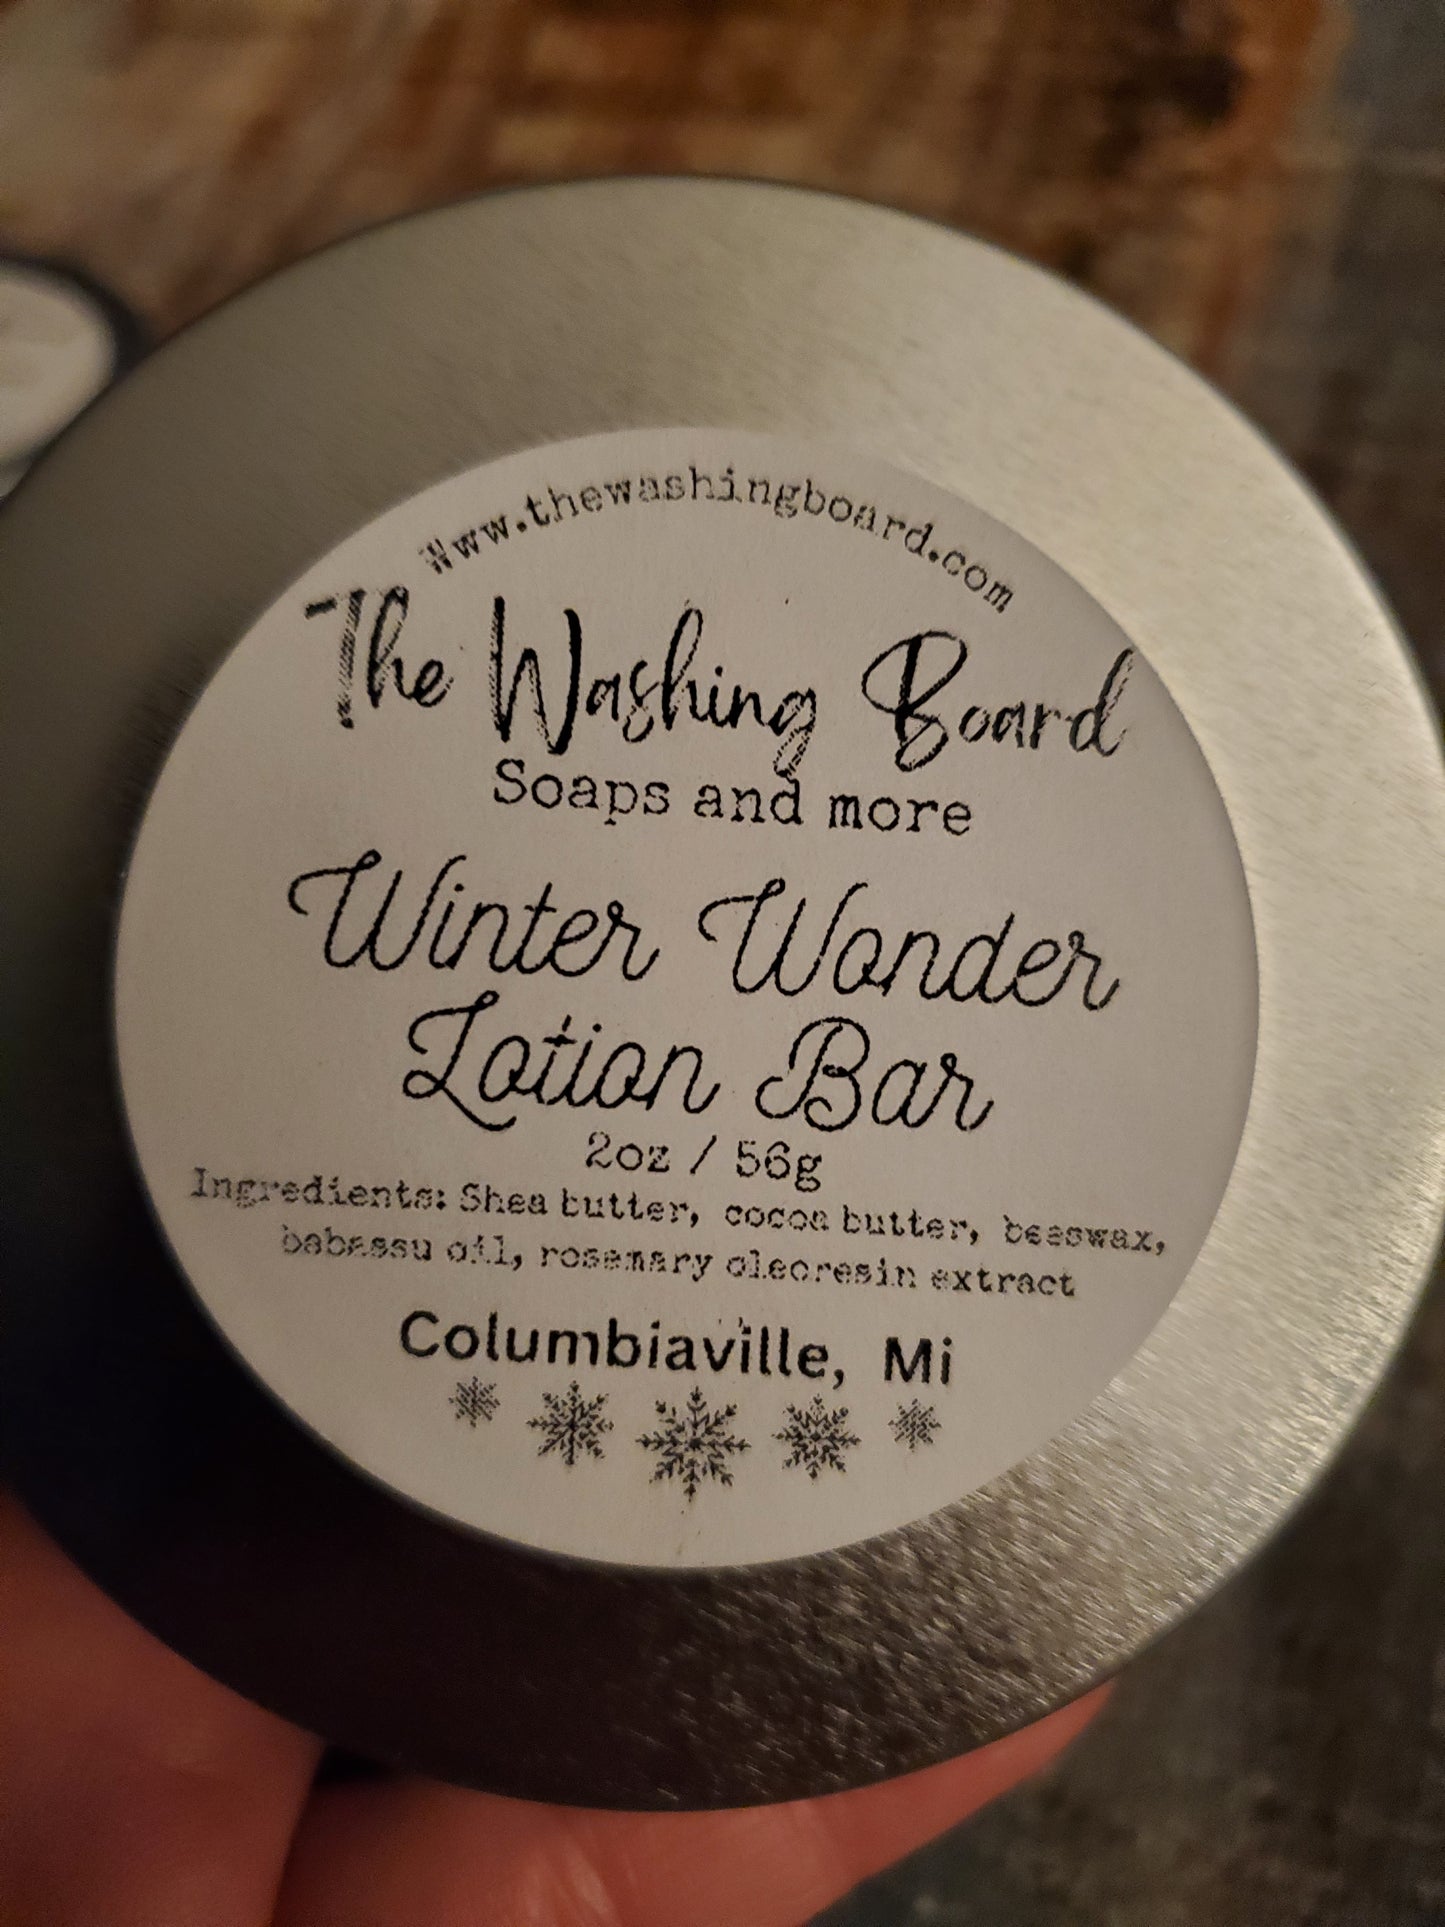 www.thewashingboard.com
The Washing Board
Soaps and more
Winter Wonder
Lotion Bar
2oz / 56g
Ingredients: Shea butter, cocoa butter, beeswax,
babassu oil, rosemary oleoresin extract
Columbiaville, Mi